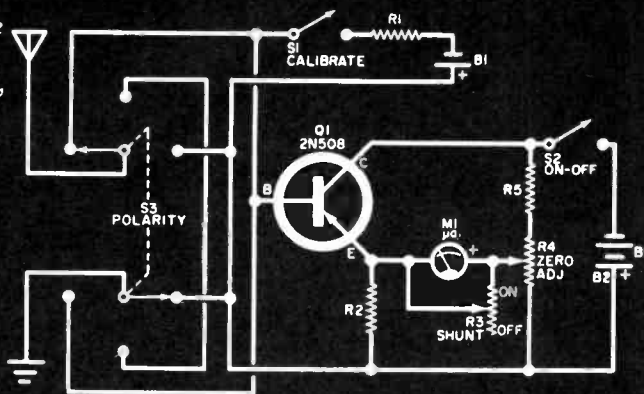 R1
S1
CALIBRATE
B1
+
Q1
2N508
C
B
E
S3
POLARITY
S2
ON-OFF
R5
M1
μa.
+
R4
ZERO
ADJ
R2
R3
SHUNT
ON
OFF
B2
+
B